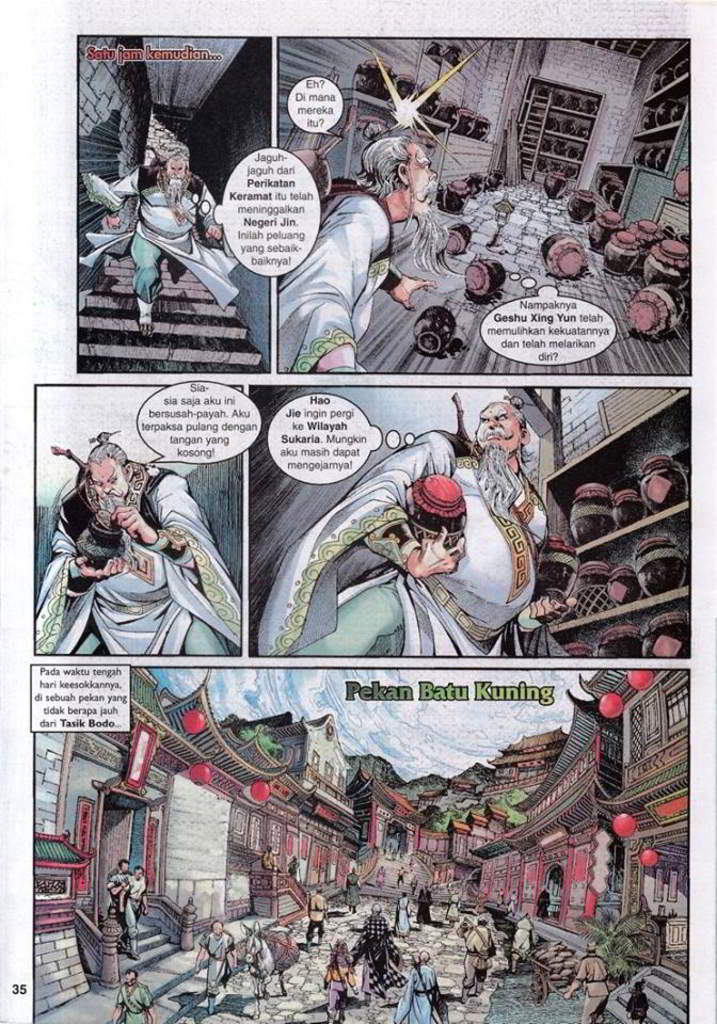 Satu jam kemudian...
Jaguh-
jaguh dari
Perikatan
Keramat itu telah
meninggalkan
Negeri Jin.
Inilah peluang
yang sebaik-
baiknya!
Eh?
Di mana
mereka
itu?
Nampaknya
Geshu Xing Yun telah
memulihkan kekuatannya
dan telah melarikan
diri?
Sia-
sia saja aku ini
bersusah-payah. Aku
terpaksa pulang dengan
tangan yang
kosong!
Hao
Jie ingin pergi
ke Wilayah
Sukaria. Mungkin
aku masih dapat
mengejarnya!
Pada waktu tengah
hari keesokkannya,
di sebuah pekan yang
tidak berapa jauh
dari Tasik Bodo...
Pekan Batu Kuning
35